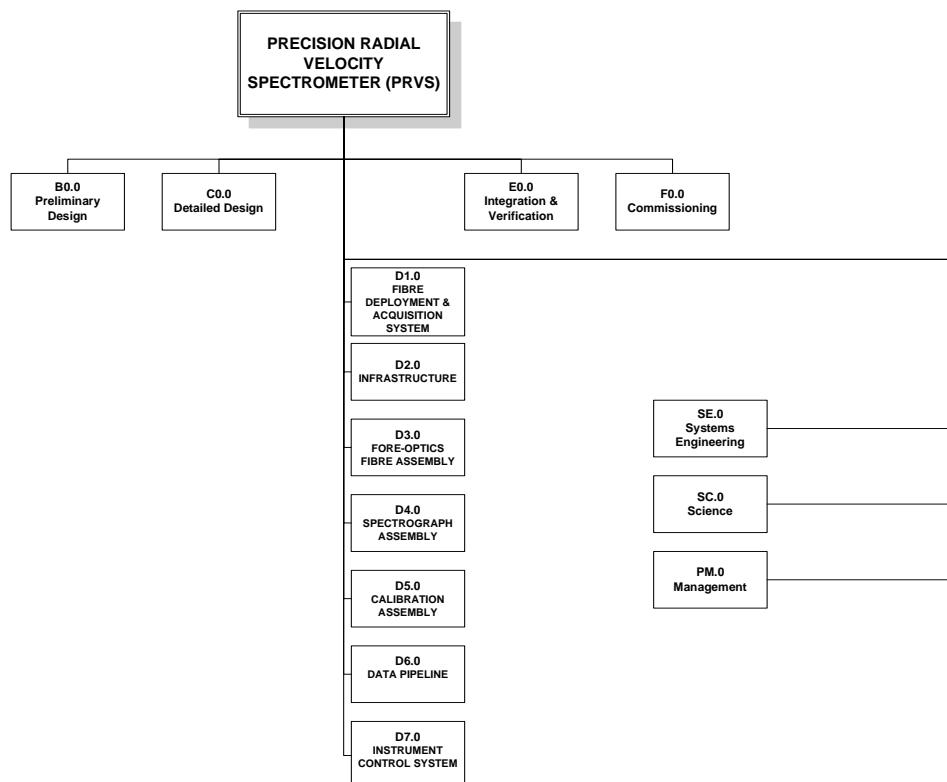 PRECISION RADIAL
VELOCITY
SPECTROMETER (PRVS)
B0.0
Preliminary
Design
C0.0
Detailed Design
E0.0
Integration &
Verification
F0.0
Commissioning
D1.0
FIBRE
DEPLOYMENT &
ACQUISITION
SYSTEM
D2.0
INFRASTRUCTURE
D3.0
FORE-OPTICS
FIBRE ASSEMBLY
D4.0
SPECTROGRAPH
ASSEMBLY
D5.0
CALIBRATION
ASSEMBLY
D6.0
DATA PIPELINE
D7.0
INSTRUMENT
CONTROL SYSTEM
SE.0
Systems
Engineering
SC.0
Science
PM.0
Management